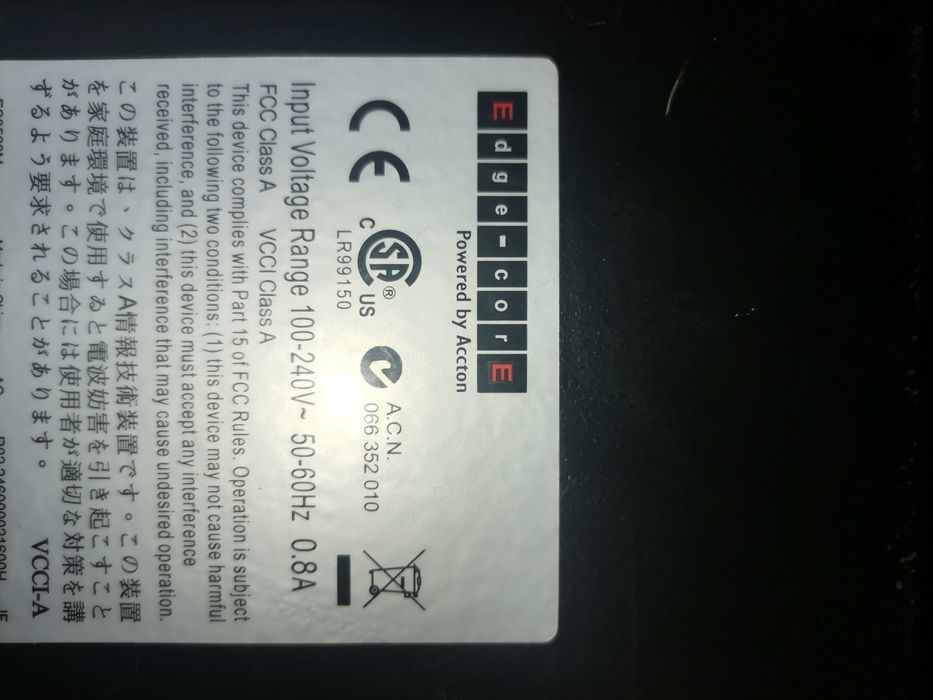 Edge-corE
Powered by Accton
CE
C SA® US
LR99150
A.C.N.
066 352 010
Input Voltage Range 100-240V~ 50-60Hz 0.8A
FCC Class A VCCI Class A
This device complies with Part 15 of FCC Rules. Operation is subject
to the following two conditions: (1) this device may not cause harmful
interference, and (2) this device must accept any interference
received, including interference that may cause undesired operation.
この装置は、クラスA情報技術装置です。この装置
を家庭環境で使用すると電波妨害を引き起こすこと
があります。この場合には使用者が適切な対策を講
ずるよう要求されることがあります。 VCCI-A